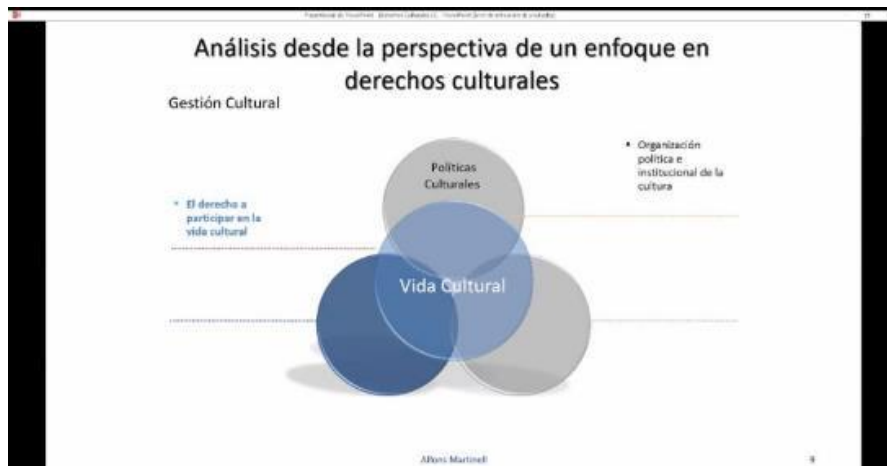 Análisis desde la perspectiva de un enfoque en
derechos culturales
Gestión Cultural
Políticas
Culturales
• Organización
política e
institucional de la
cultura
• El derecho a
participar en la
vida cultural
Vida Cultural
Alfons Martinell
9